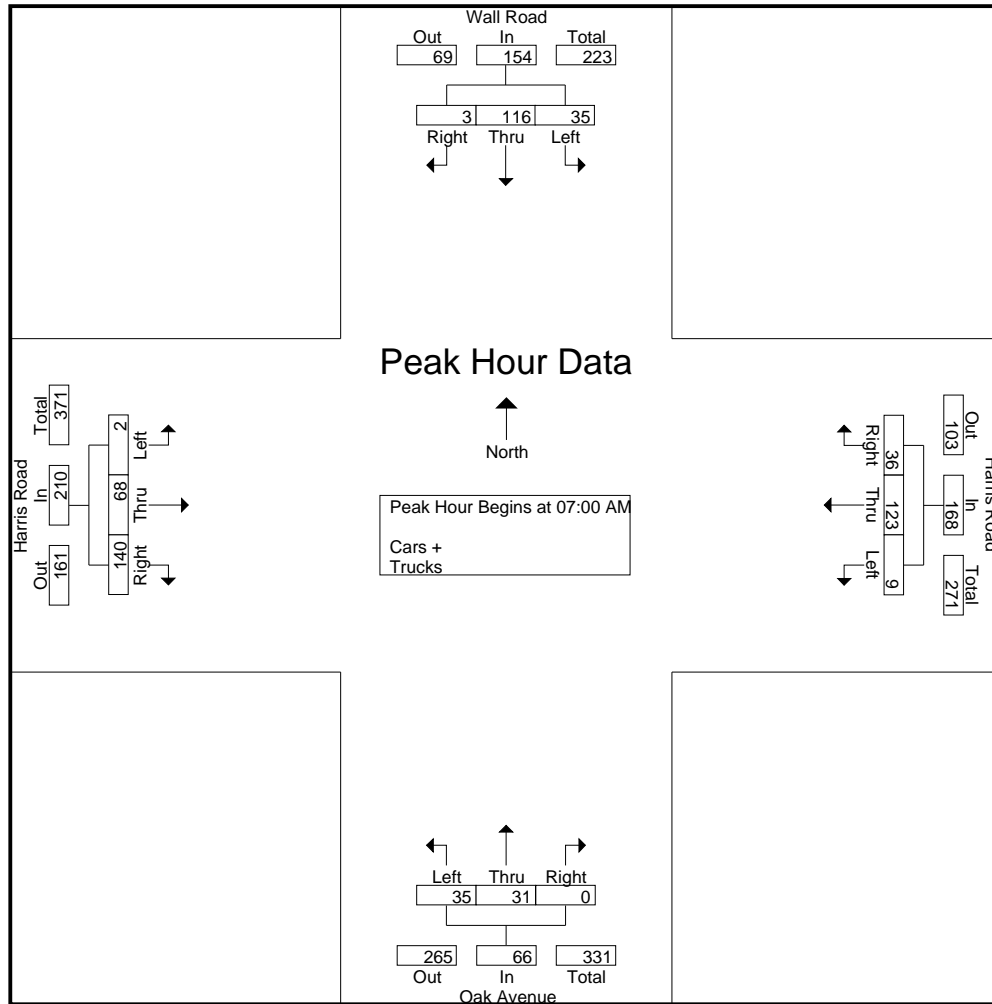 Wall Road
Out In Total
69 154 223
3 116 35
Right Thru Left
Peak Hour Data
North
Peak Hour Begins at 07:00 AM
Cars +
Trucks
Harris Road
Out In Total
161 210 371
Right Thru Left
140 68 2
Harris Road
Out In Total
103 168 271
Right Thru Left
36 123 9
Left Thru Right
35 31 0
265 66 331
Out In Total
Oak Avenue